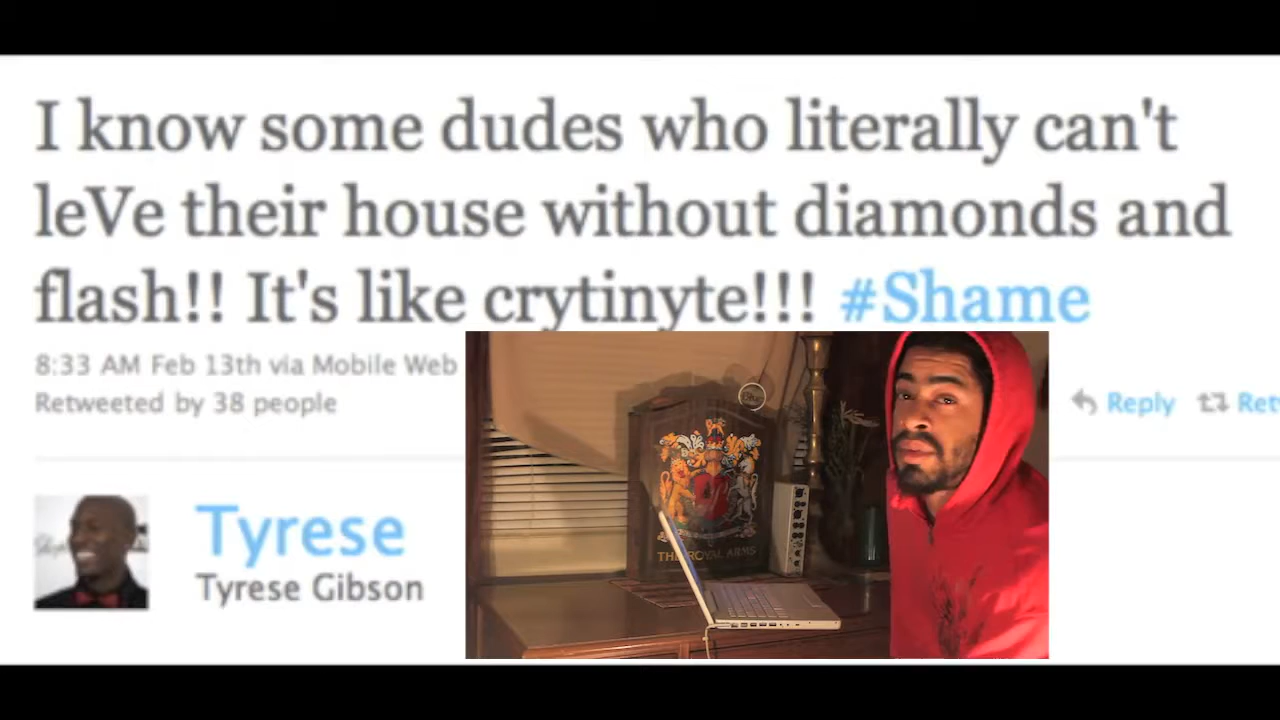 I know some dudes who literally can't
leVe their house without diamonds and
flash!! It's like crytinyte!!! #Shame
8:33 AM Feb 13th via Mobile Web
Retweeted by 38 people
Reply
Tyrese
Tyrese Gibson
THE ROYAL ARMS